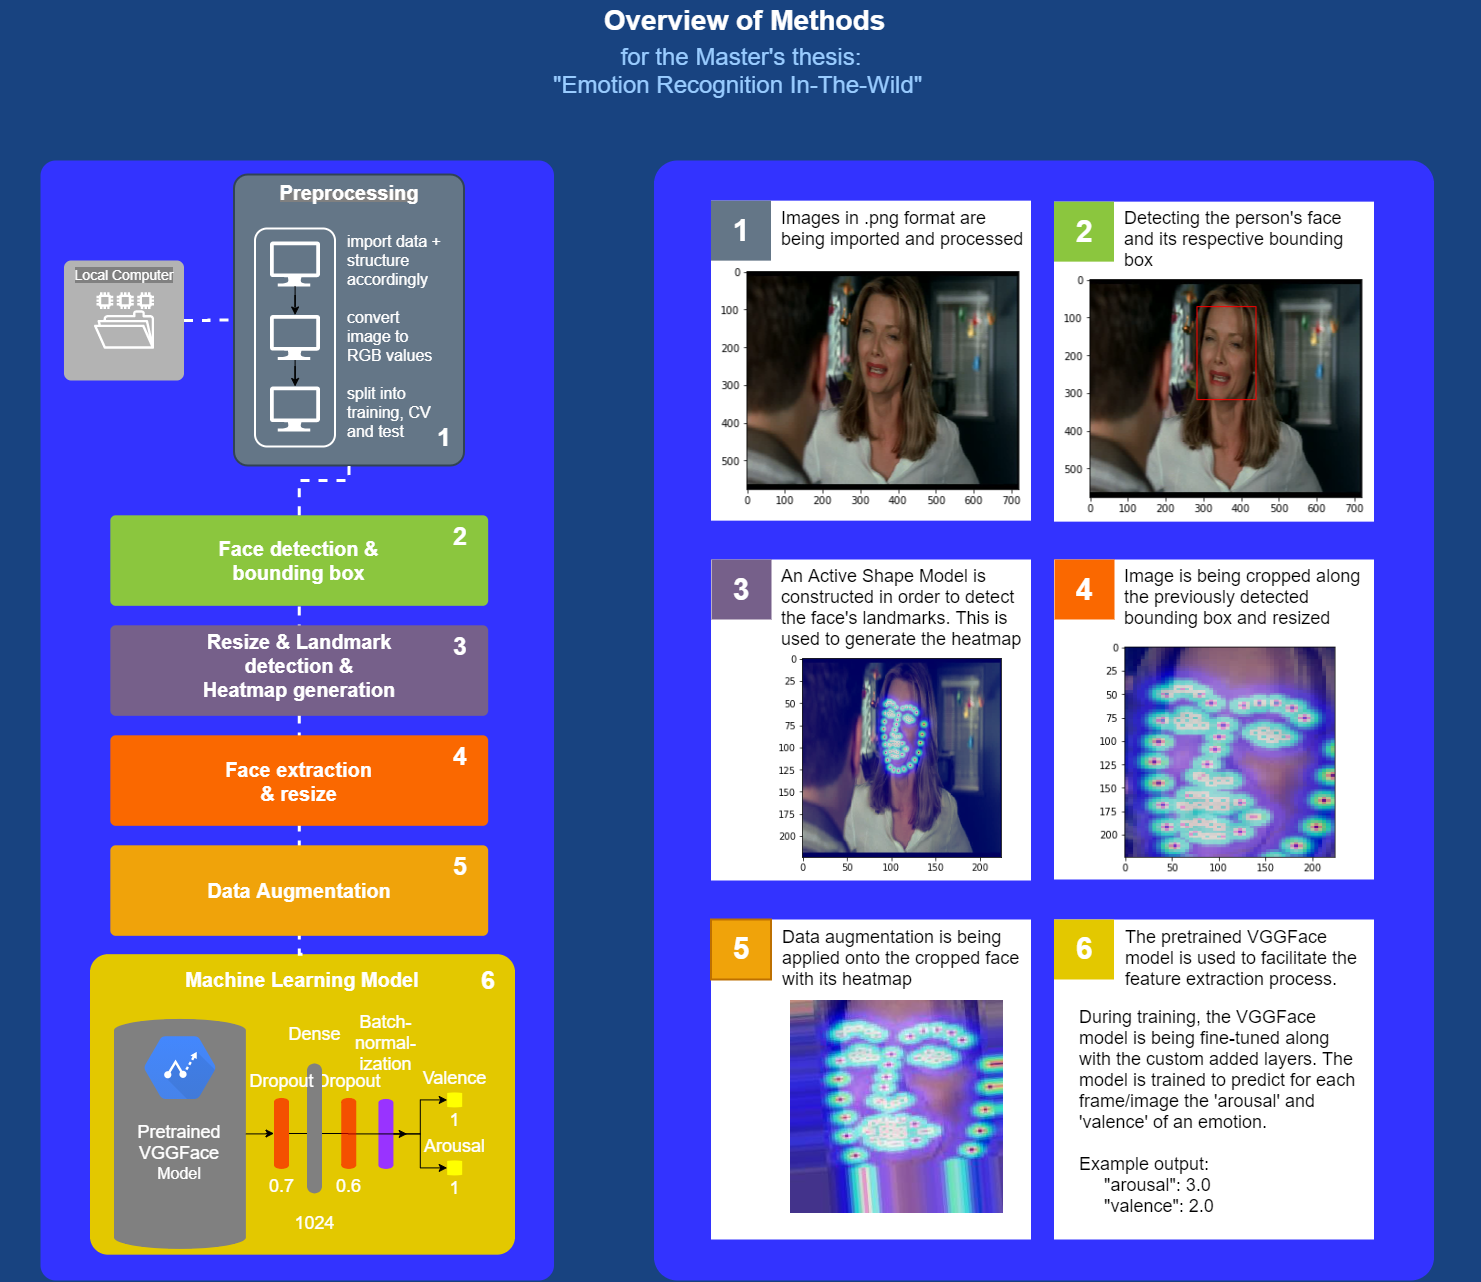 Overview of Methods
for the Master's thesis:
"Emotion Recognition In-The-Wild"
Local Computer
Preprocessing
import data +
structure
accordingly
convert
image to
RGB values
split into
training, CV
and test
1
Face detection &
bounding box
2
Resize & Landmark
detection &
Heatmap generation
3
Face extraction
& resize
4
Data Augmentation
5
Machine Learning Model
6
Pretrained
VGGFace
Model
Dense
Batch-
normal-
ization
Dropout
Dropout
Valence
1
Arousal
1
0.7
0.6
1024
1
Images in .png format are
being imported and processed
0
100
200
300
400
500
0 100 200 300 400 500 600 700
2
Detecting the person's face
and its respective bounding
box
0
100
200
300
400
500
0 100 200 300 400 500 600 700
3
An Active Shape Model is
constructed in order to detect
the face's landmarks. This is
used to generate the heatmap
0
25
50
75
100
125
150
175
200
0 50 100 150 200
4
Image is being cropped along
the previously detected
bounding box and resized
0
25
50
75
100
125
150
175
200
0 50 100 150 200
5
Data augmentation is being
applied onto the cropped face
with its heatmap
6
The pretrained VGGFace
model is used to facilitate the
feature extraction process.
During training, the VGGFace
model is being fine-tuned along
with the custom added layers. The
model is trained to predict for each
frame/image the 'arousal' and
'valence' of an emotion.
Example output:
"arousal": 3.0
"valence": 2.0